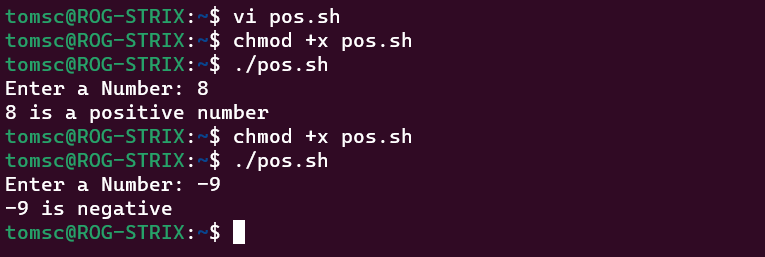 tomsc@ROG-STRIX:~$ vi pos.sh
tomsc@ROG-STRIX:~$ chmod +x pos.sh
tomsc@ROG-STRIX:~$ ./pos.sh
Enter a Number: 8
8 is a positive number
tomsc@ROG-STRIX:~$ chmod +x pos.sh
tomsc@ROG-STRIX:~$ ./pos.sh
Enter a Number: -9
-9 is negative
tomsc@ROG-STRIX:~$